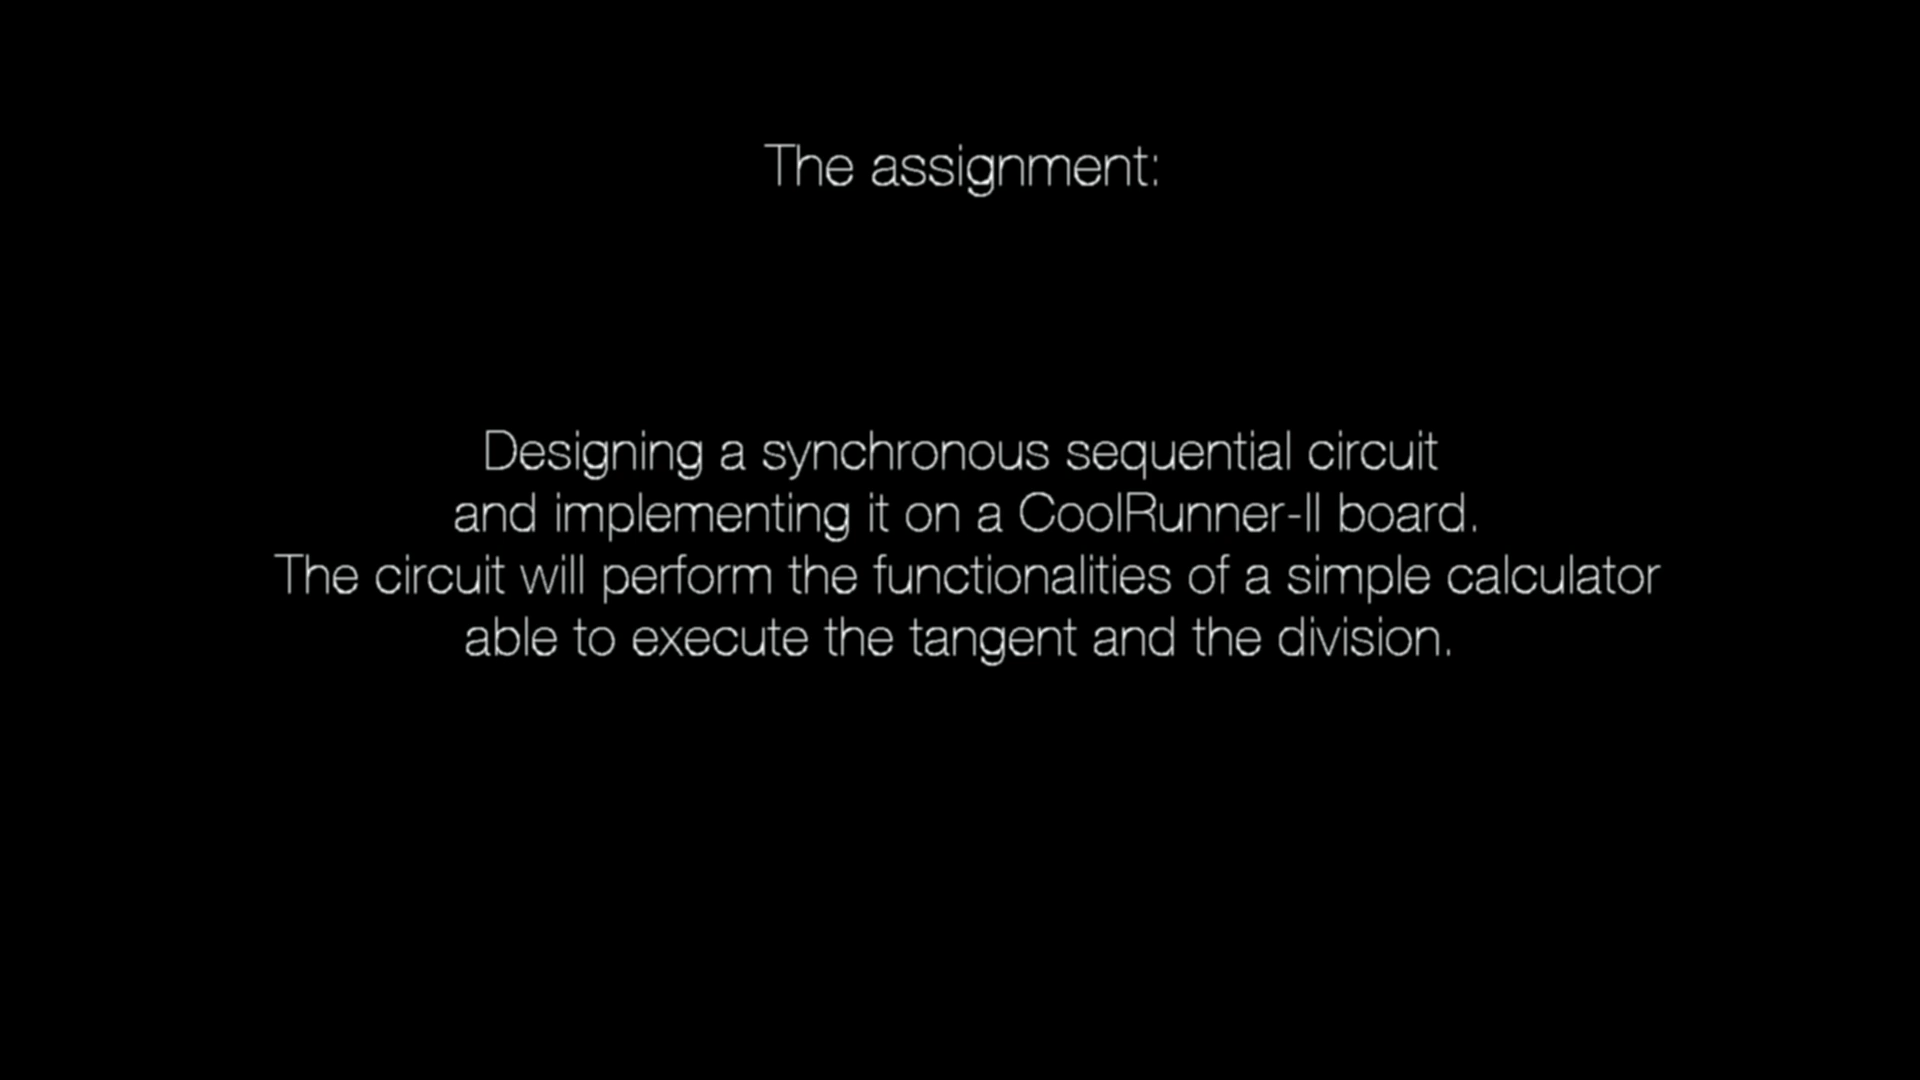 The assignment:
Designing a synchronous sequential circuit
and implementing it on a CoolRunner-II board.
The circuit will perform the functionalities of a simple calculator
able to execute the tangent and the division.